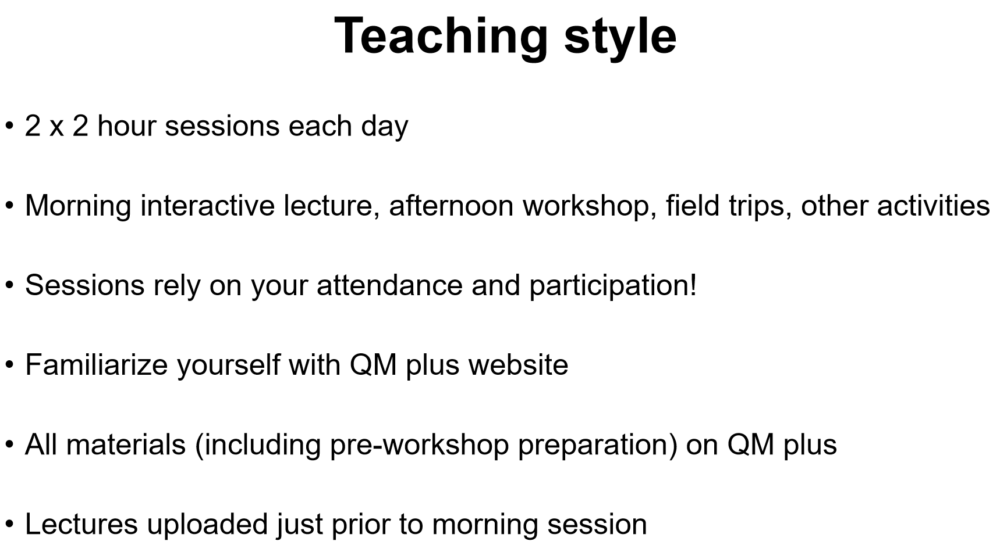 Teaching style
• 2 x 2 hour sessions each day
• Morning interactive lecture, afternoon workshop, field trips, other activities
• Sessions rely on your attendance and participation!
• Familiarize yourself with QM plus website
• All materials (including pre-workshop preparation) on QM plus
• Lectures uploaded just prior to morning session